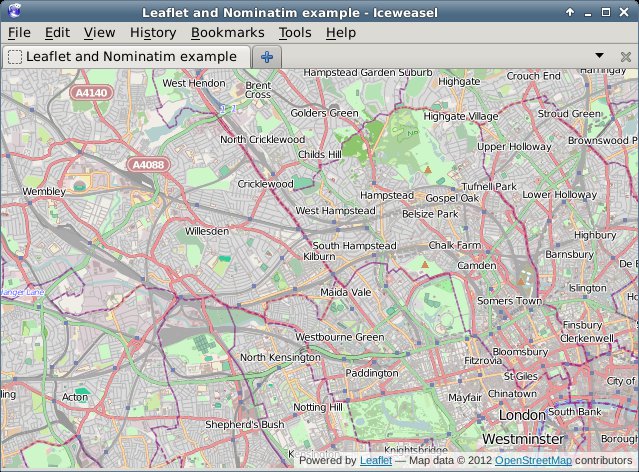 Leaflet and Nominatim example - Iceweasel
File Edit View History Bookmarks Tools Help
Leaflet and Nominatim example
Hampstead Garden Suburb
Harringay
Crouch End
West Hendon
Brent
Cross
Highgate
A4140
Golders Green
Highgate Village
Stroud Green
North Cricklewood
Brownswood P
Upper Holloway
Childs Hill
A4088
Cricklewood
Tufnell Park
Wembley
Hampstead
Gospel Oak
Lower Holloway
West Hampstead
Belsize Park
Willesden
Highbury
South Hampstead
Chalk Farm
Kilburn
Barnsbury
Camden
De B
Islington
anger Lane
Maida Vale
Somers Town
Finsbury
Westbourne Green
Clerkenwell
Bloomsbury
North Kensington
Fitzrovia
Paddington
St Giles
City of
Acton
Mayfair
Chinatown
ling
Notting Hill
London
South Bank
Shepherd's Bush
Westminster
Borough
Knightsbridge
Powered by Leaflet — Map data © 2012 OpenStreetMap contributors